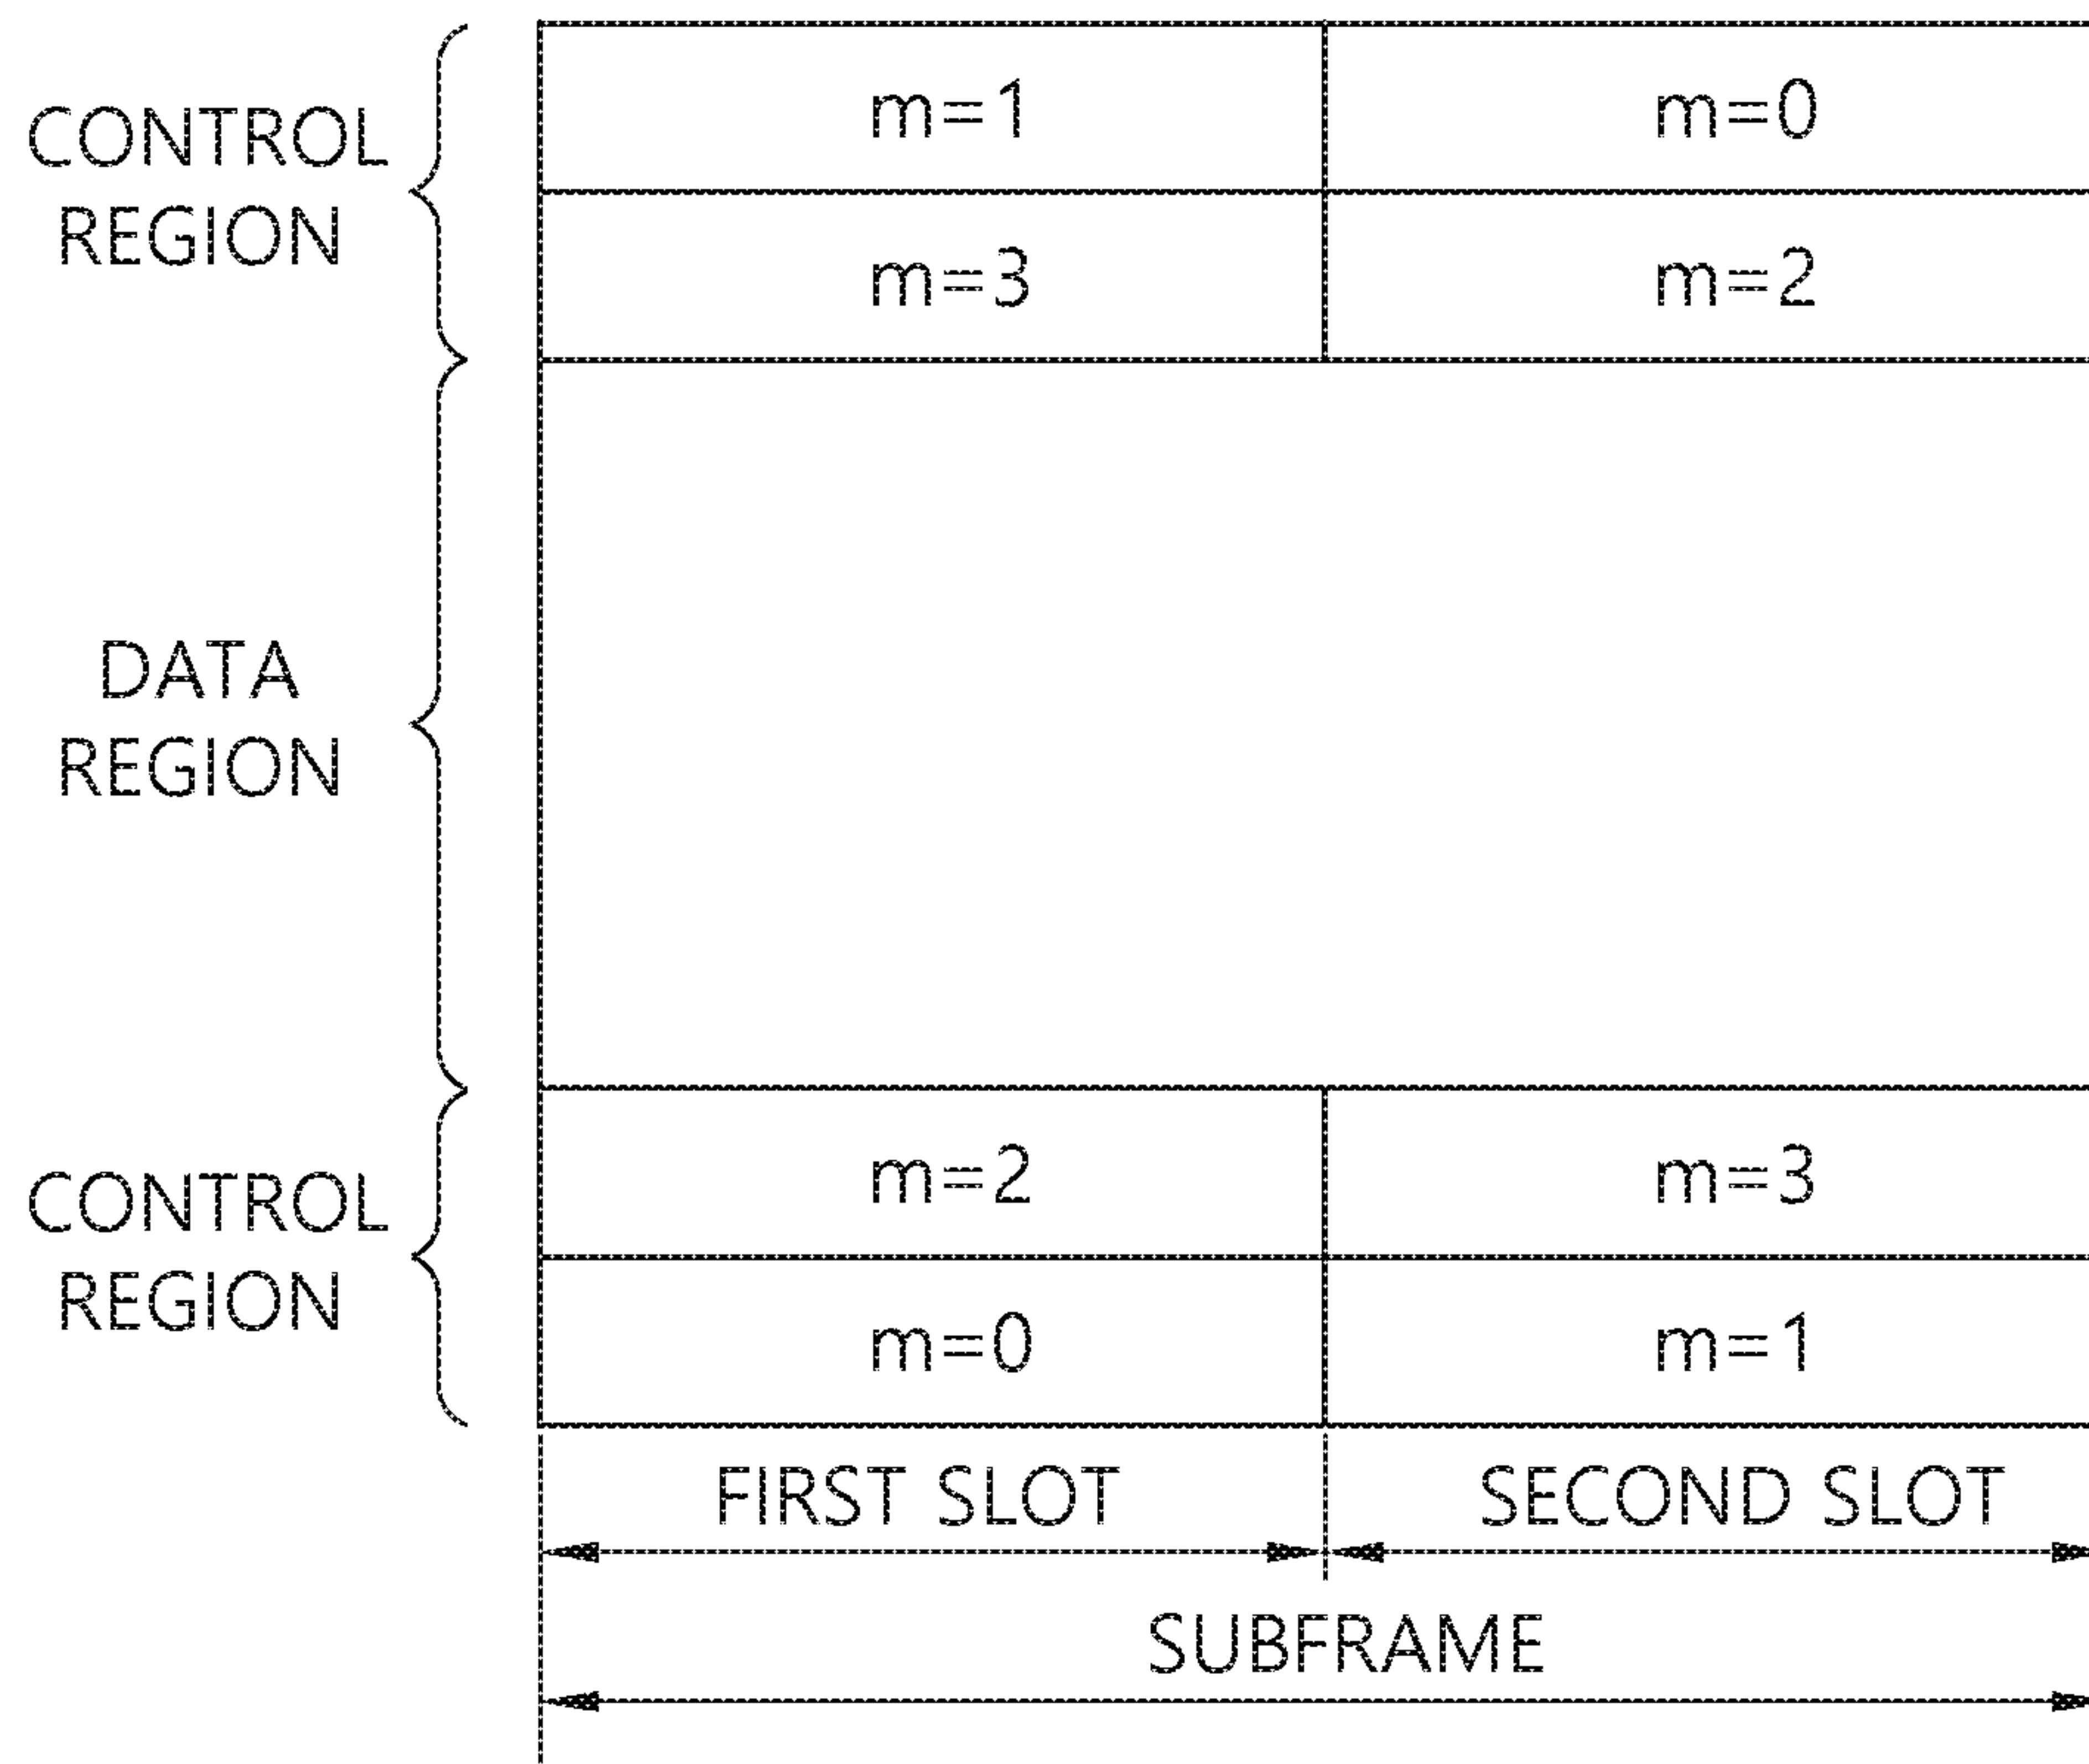 m=1 m=0
CONTROL
REGION
m=3 m=2
DATA
REGION
m=2 m=3
CONTROL
REGION
m=0 m=1
FIRST SLOT SECOND SLOT
SUBFRAME